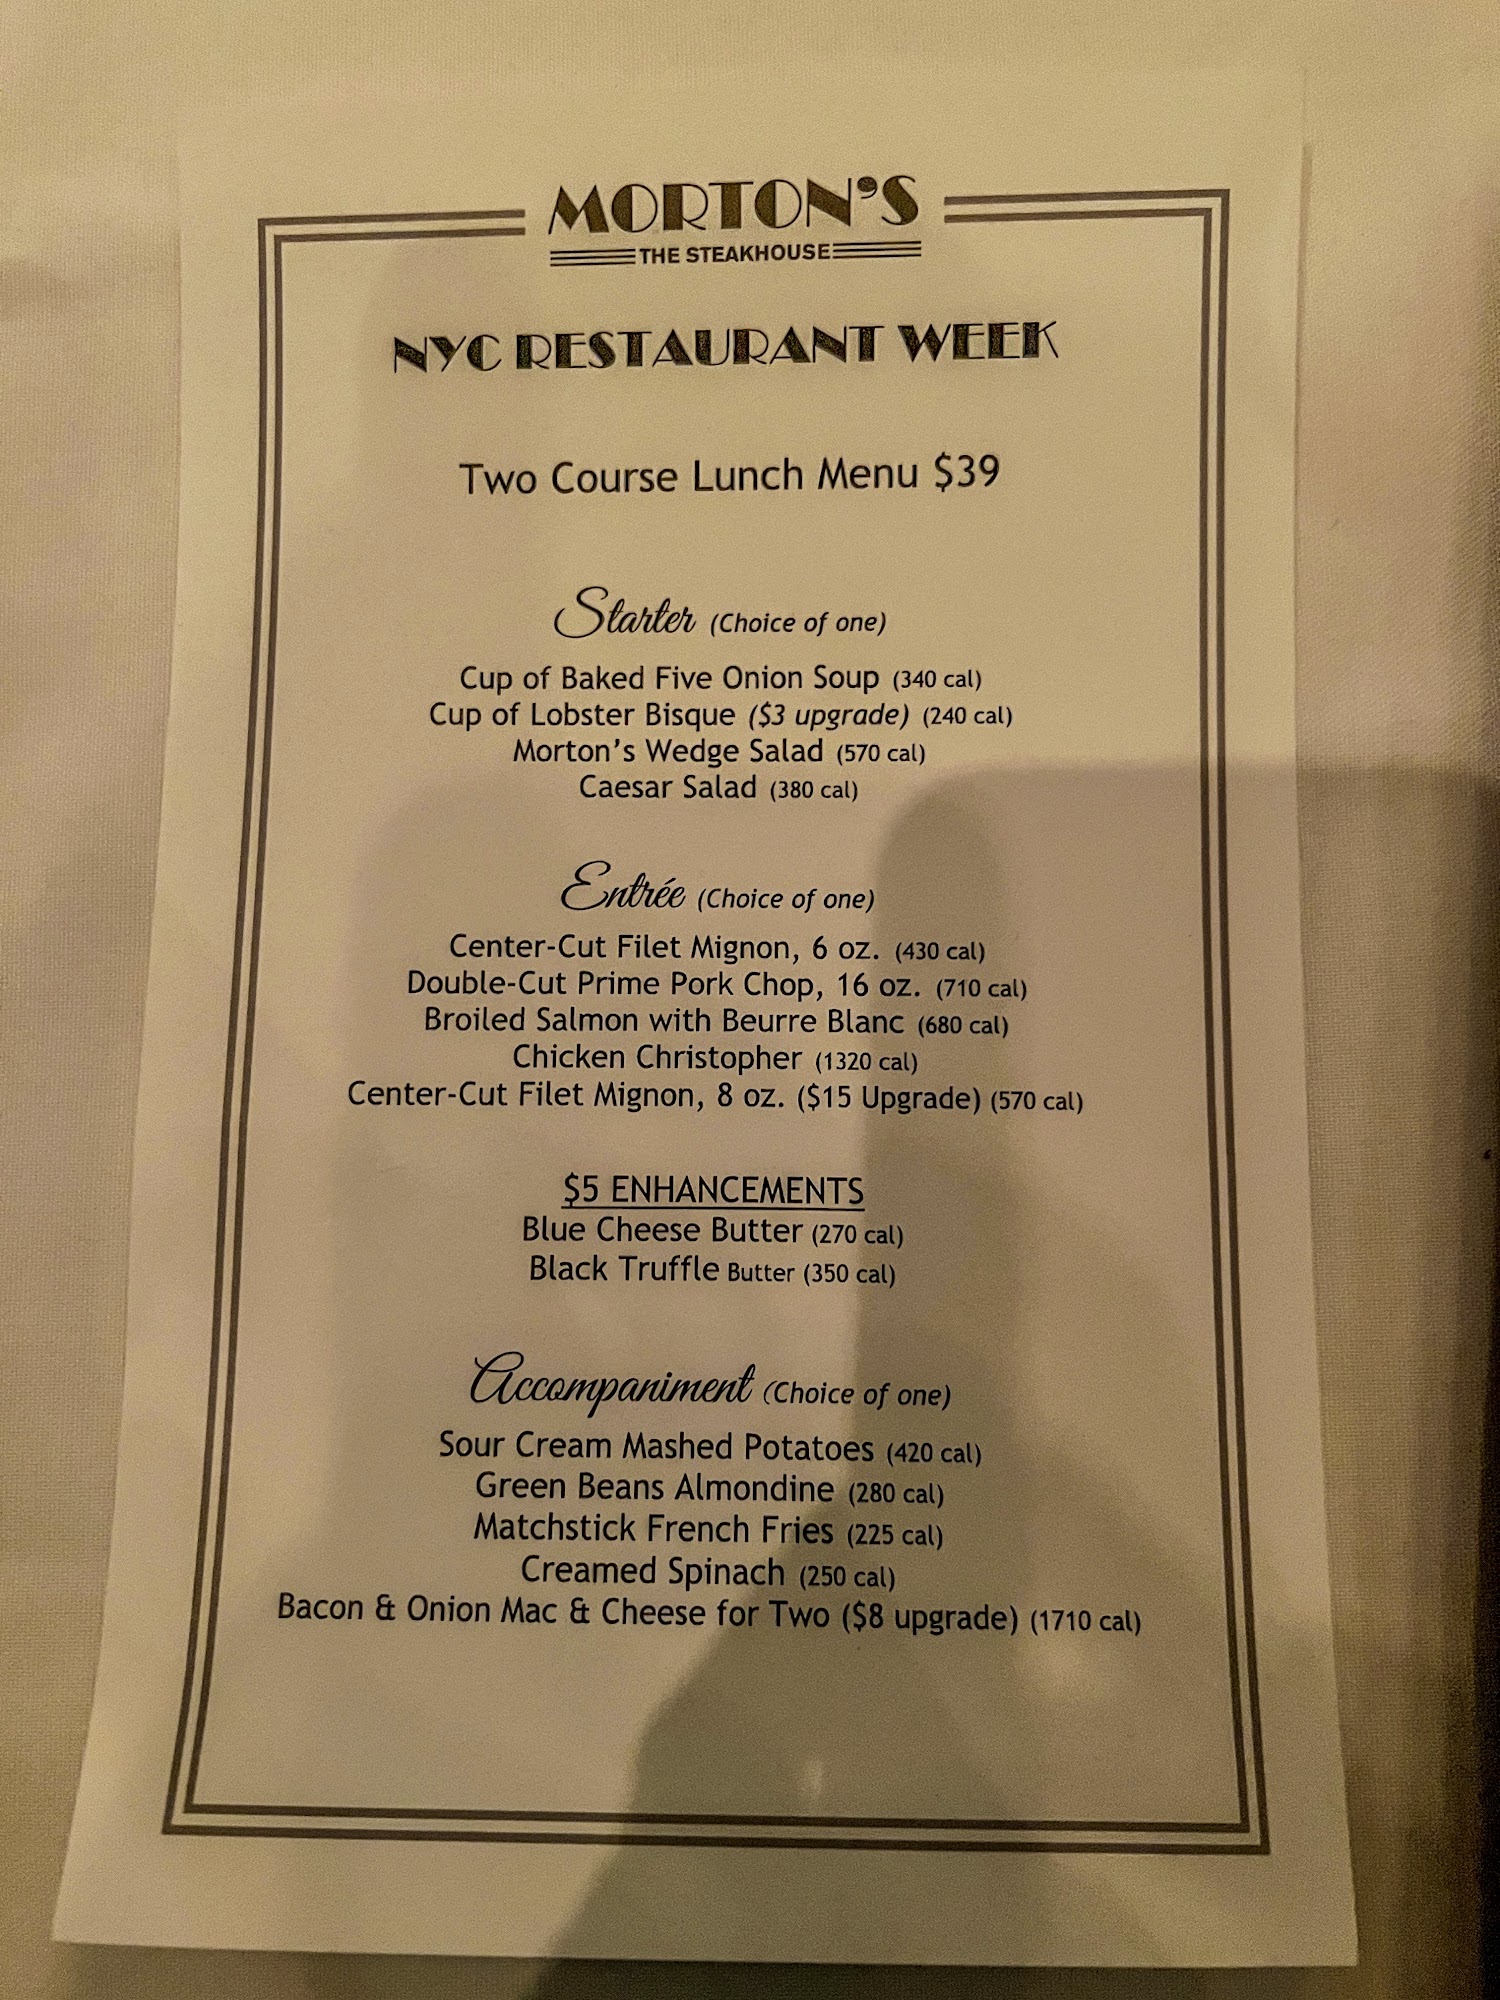 MORTON'S
THE STEAKHOUSE
NYC RESTAURANT WEEK
Two Course Lunch Menu $39
Starter (Choice of one)
Cup of Baked Five Onion Soup (340 cal)
Cup of Lobster Bisque ($3 upgrade) (240 cal)
Morton's Wedge Salad (570 cal)
Caesar Salad (380 cal)
Entrée (Choice of one)
Center-Cut Filet Mignon, 6 oz. (430 cal)
Double-Cut Prime Pork Chop, 16 oz. (710 cal)
Broiled Salmon with Beurre Blanc (680 cal)
Chicken Christopher (1320 cal)
Center-Cut Filet Mignon, 8 oz. ($15 Upgrade) (570 cal)
$5 ENHANCEMENTS
Blue Cheese Butter (270 cal)
Black Truffle Butter (350 cal)
Accompaniment (Choice of one)
Sour Cream Mashed Potatoes (420 cal)
Green Beans Almondine (280 cal)
Matchstick French Fries (225 cal)
Creamed Spinach (250 cal)
Bacon & Onion Mac & Cheese for Two ($8 upgrade) (1710 cal)